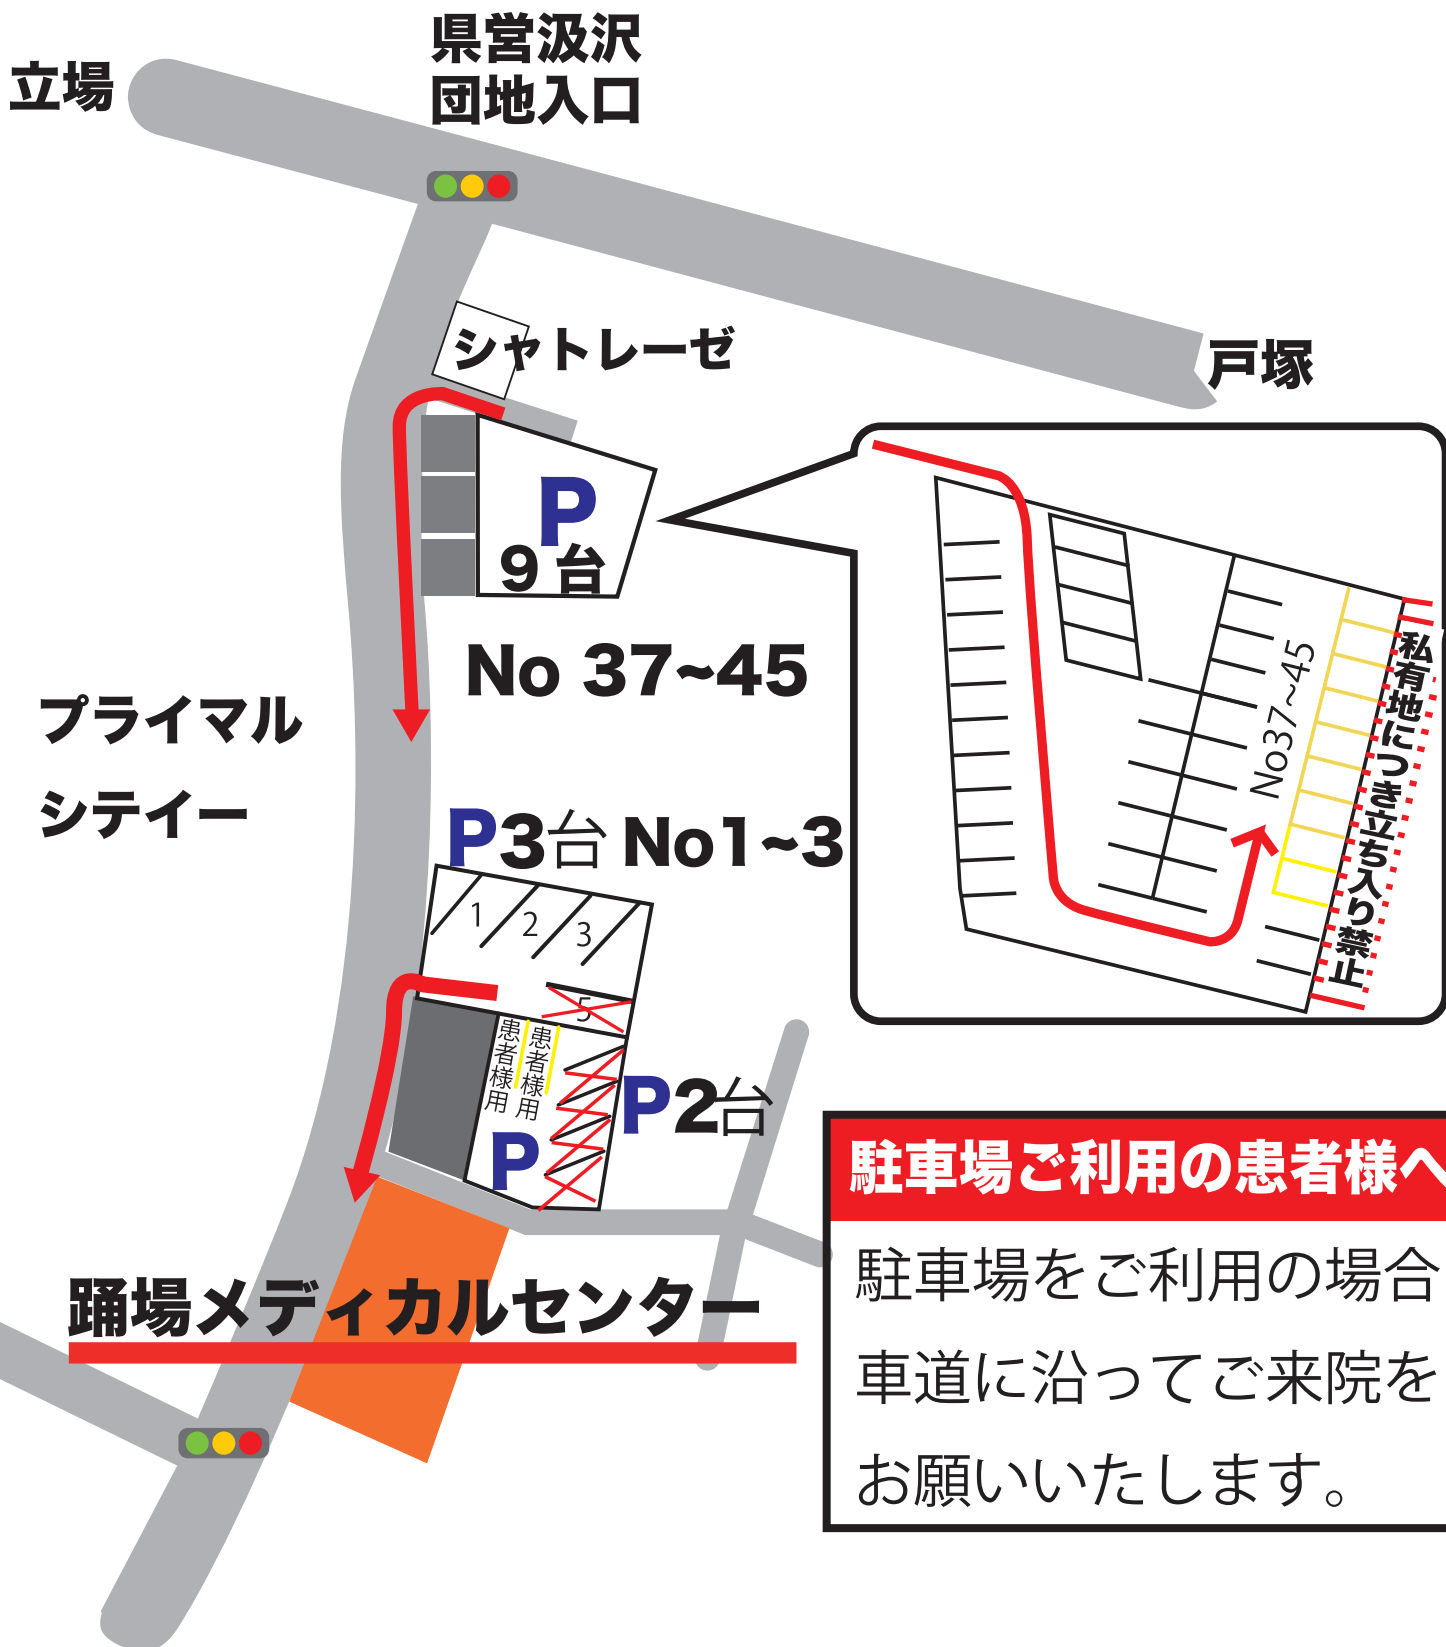 県営汲沢
団地入口
立場
シャトレーゼ
戸塚
P
9台
No 37~45
No37~45
私有地につき立ち入り禁止
プライマル
シテイー
P3台 No1~3
1
2
3
5
患者様用
患者様用
P2台
P
踊場メディカルセンター
駐車場ご利用の患者様へ
駐車場をご利用の場合
車道に沿ってご来院を
お願いいたします。